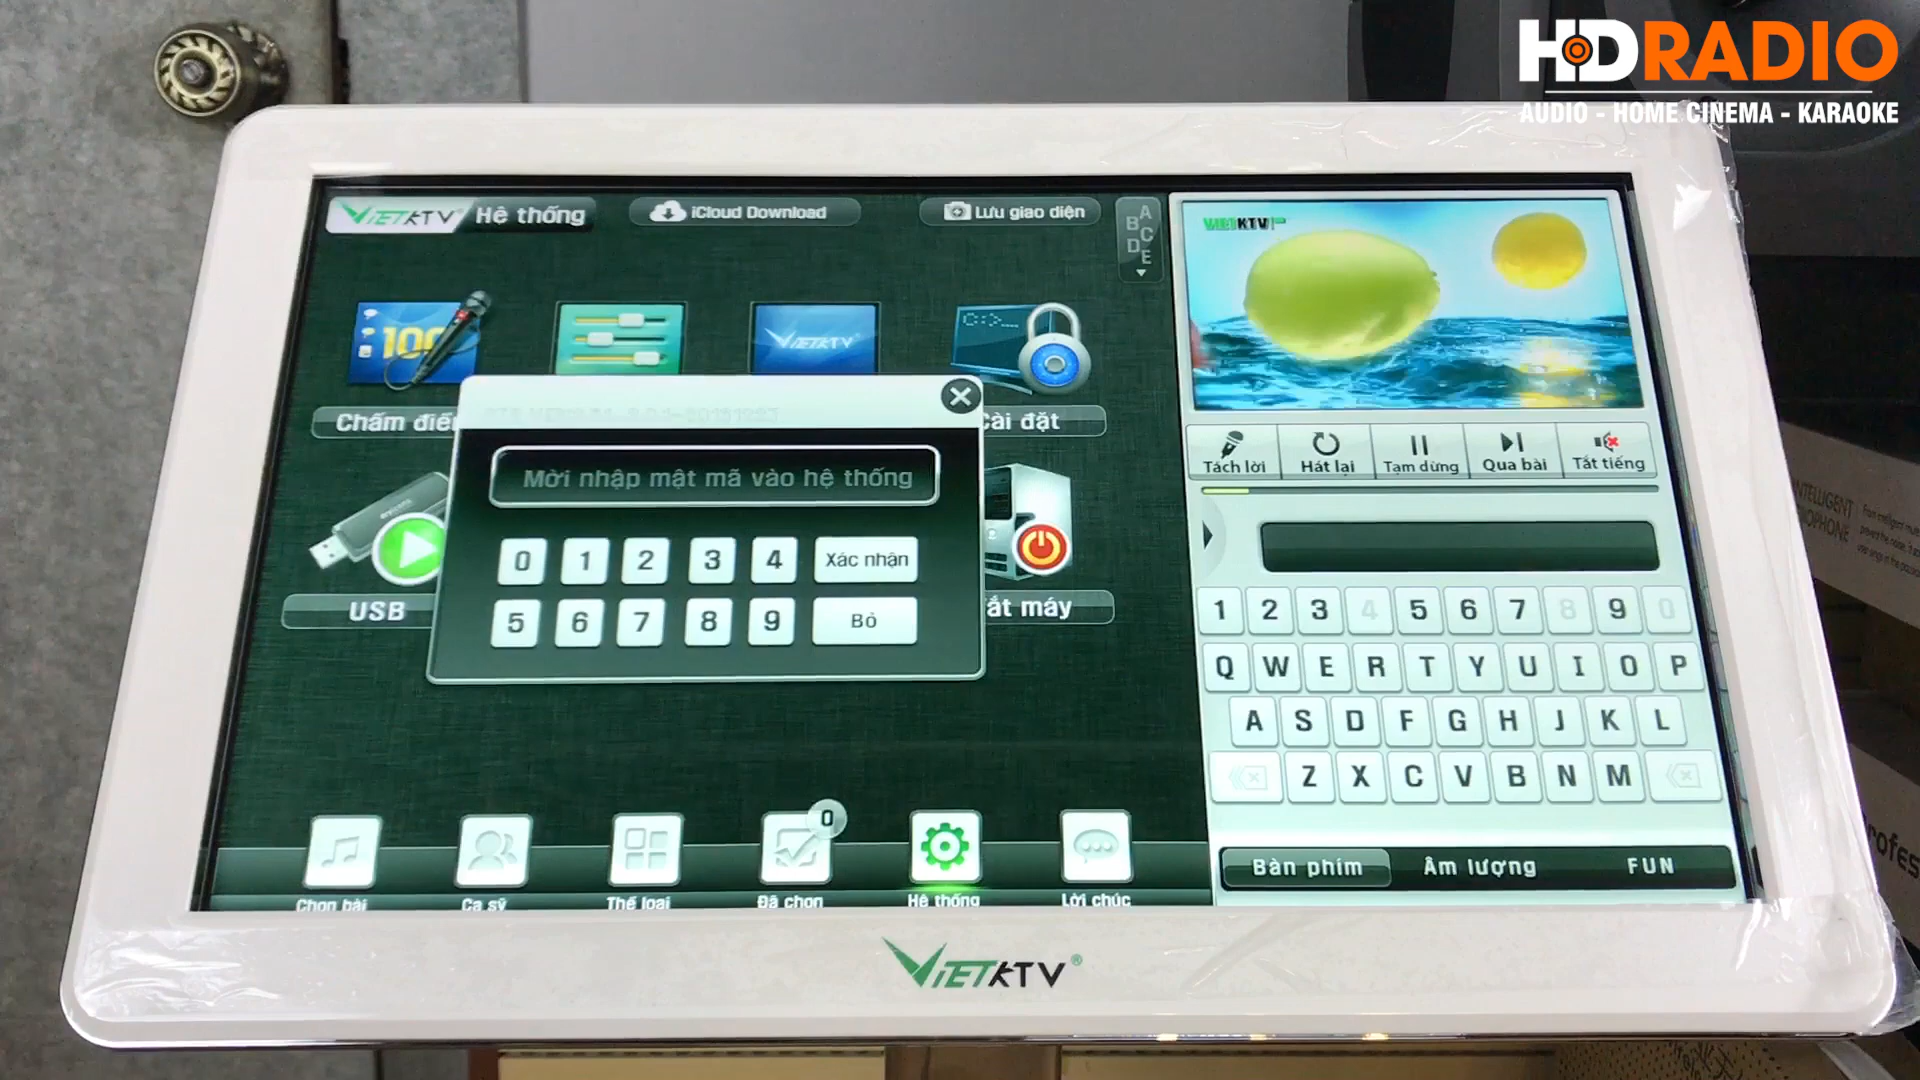 HDRADIO
AUDIO - HOME CINEMA - KARAOKE
VIETKTV Hệ thống
iCloud Download
Lưu giao diện
A
B
C
D
E
VIETKTV
100
VIETKTV
C:\>...
Chấm điể
Cài đặt
Mời nhập mật mã vào hệ thống
0 1 2 3 4 Xác nhận
5 6 7 8 9 Bỏ
USB
ắt máy
Tách lời Hát lại Tạm dừng Qua bài Tắt tiếng
1 2 3 4 5 6 7 8 9 0
Q W E R T Y U I O P
A S D F G H J K L
Z X C V B N M
Bàn phím Âm lượng FUN
0
Chọn bài Ca sỹ Thể loại Đã chọn Hệ thống Lời chúc
VIETKTV®
INTELLIGENT